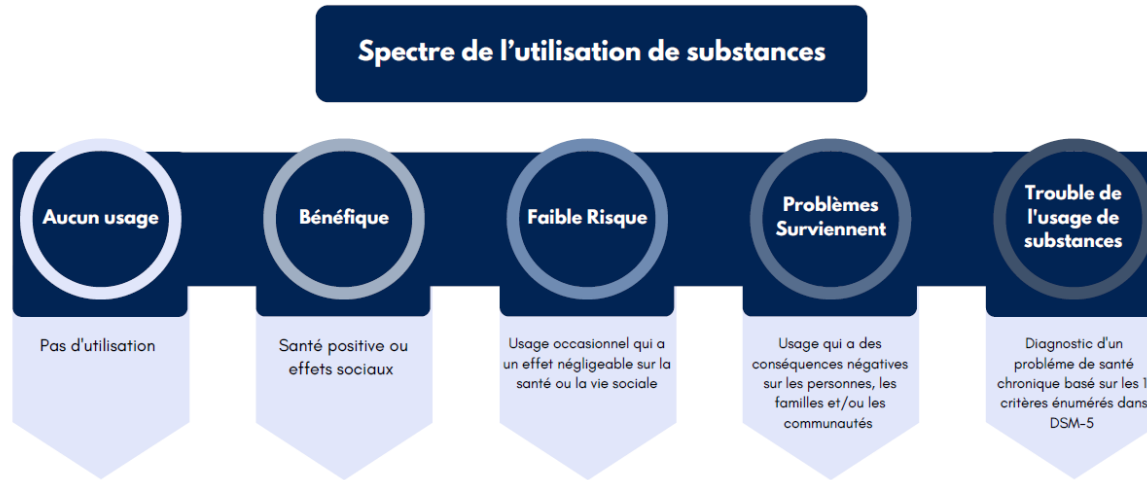 Spectre de l'utilisation de substances
Aucun usage
Bénéfique
Faible Risque
Problèmes
Surviennent
Trouble de
l'usage de
substances
Pas d'utilisation
Santé positive ou
effets sociaux
Usage occasionnel qui a
un effet négligeable sur la
santé ou la vie sociale
Usage qui a des
conséquences négatives
sur les personnes, les
familles et/ou les
communautés
Diagnostic d'un
probléme de santé
chronique basé sur les
critères énumérés dans
DSM-5